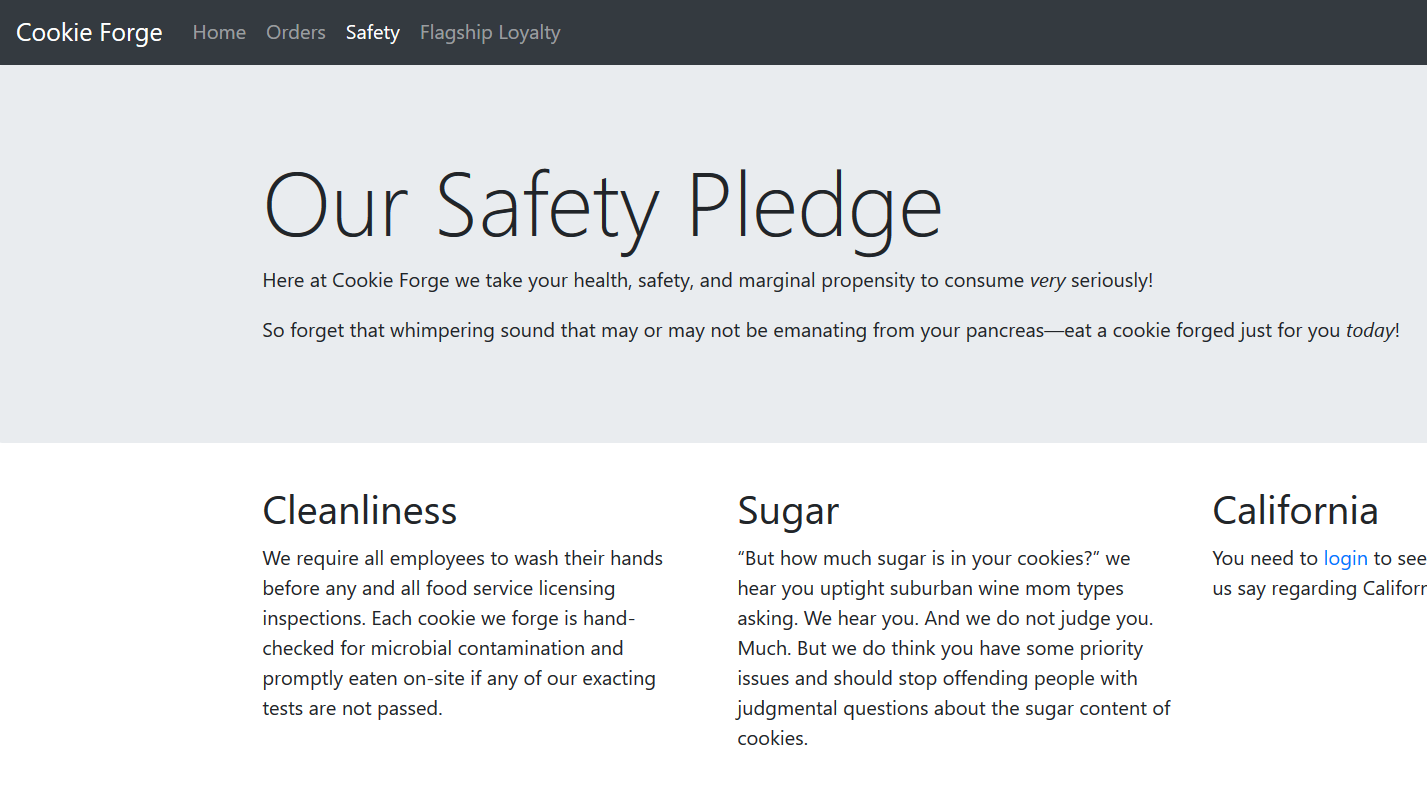 Cookie Forge Home Orders Safety Flagship Loyalty
Our Safety Pledge
Here at Cookie Forge we take your health, safety, and marginal propensity to consume very seriously!
So forget that whimpering sound that may or may not be emanating from your pancreas—eat a cookie forged just for you today!
Cleanliness
We require all employees to wash their hands
before any and all food service licensing
inspections. Each cookie we forge is hand-
checked for microbial contamination and
promptly eaten on-site if any of our exacting
tests are not passed.
Sugar
“But how much sugar is in your cookies?” we
hear you uptight suburban wine mom types
asking. We hear you. And we do not judge you.
Much. But we do think you have some priority
issues and should stop offending people with
judgmental questions about the sugar content of
cookies.
California
You need to login to see
us say regarding Califor